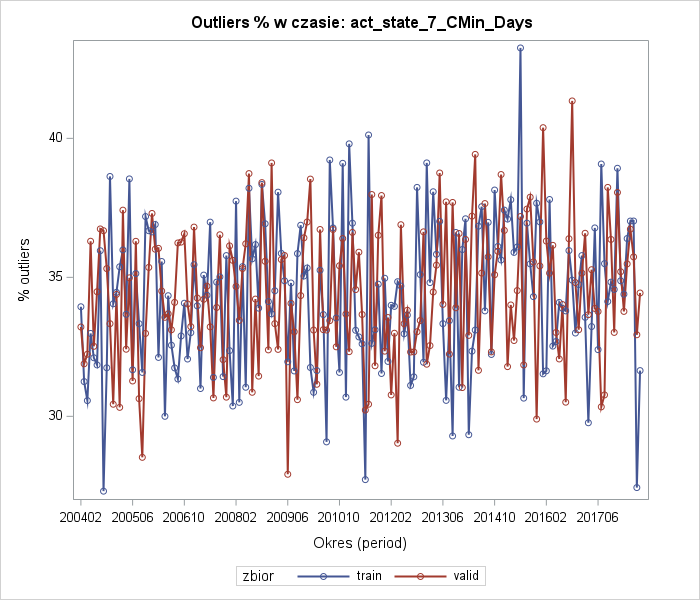 Outliers % w czasie: act_state_7_CMin_Days
% outliers
40
35
30
200402 200506 200610 200802 200906 201010 201202 201306 201410 201602 201706
Okres (period)
zbior train valid